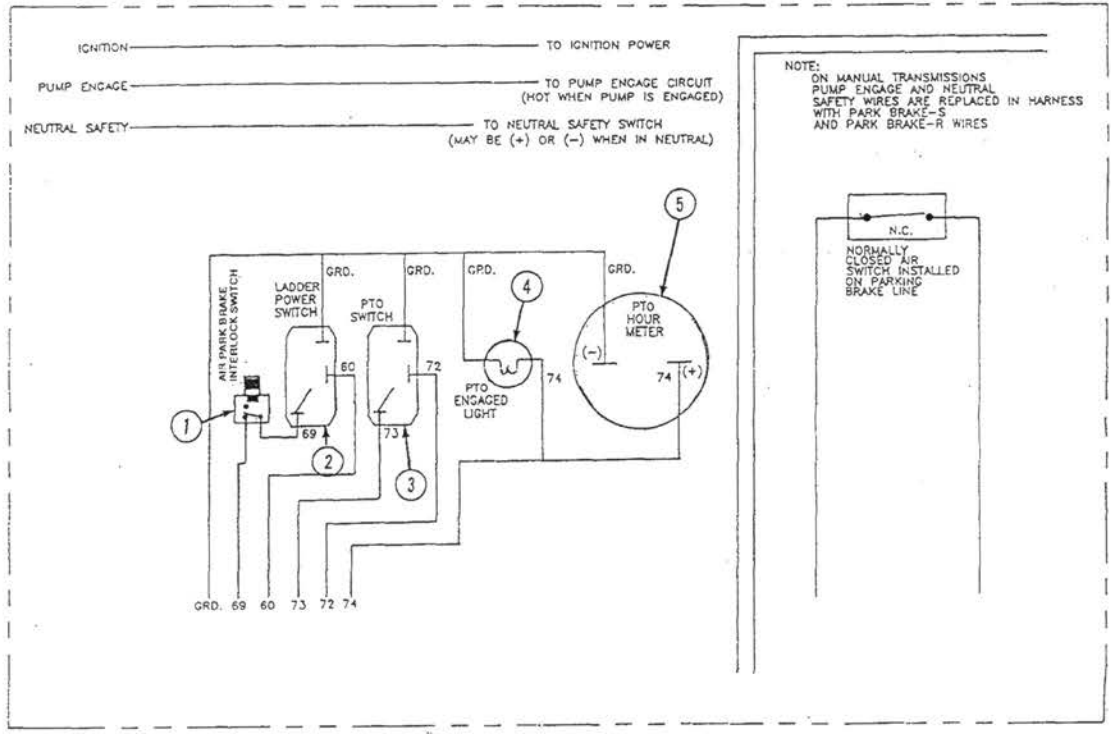 IGNITION
TO IGNITION POWER
PUMP ENGAGE
TO PUMP ENGAGE CIRCUIT
(HOT WHEN PUMP IS ENGAGED)
NEUTRAL SAFETY
TO NEUTRAL SAFETY SWITCH
(MAY BE (+) OR (-) WHEN IN NEUTRAL)
NOTE:
ON MANUAL TRANSMISSIONS
PUMP ENGAGE AND NEUTRAL
SAFETY WIRES ARE REPLACED IN HARNESS
WITH PARK BRAKE-S
AND PARK BRAKE-R WIRES
N.C.
NORMALLY
CLOSED AIR
SWITCH INSTALLED
ON PARKING
BRAKE LINE
5
GRD.
GRD.
GRD.
GRD.
AIR PARK BRAKE
INTERLOCK SWITCH
LADDER
POWER
SWITCH
PTO
SWITCH
4
PTO
HOUR
METER
60
72
74
(-)
74
(+)
PTO
ENGAGED
LIGHT
1
69
2
73
3
GRD. 69 60 73 72 74